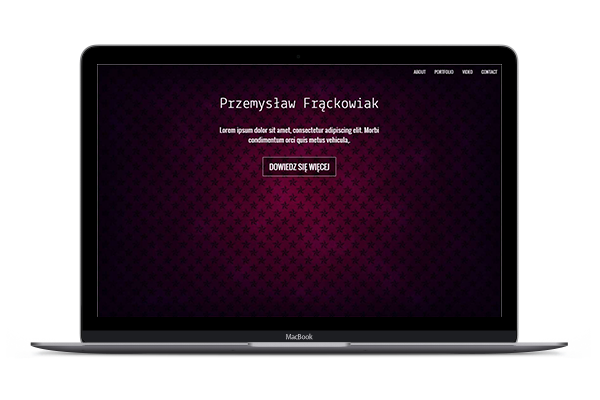 ABOUT PORTFOLIO VIDEO CONTACT
Przemysław Frąckowiak
Lorem ipsum dolor sit amet, consectetur adipiscing elit. Morbi
condimentum orci quis metus vehicula,
DOWIEDZ SIĘ WIĘCEJ
MacBook